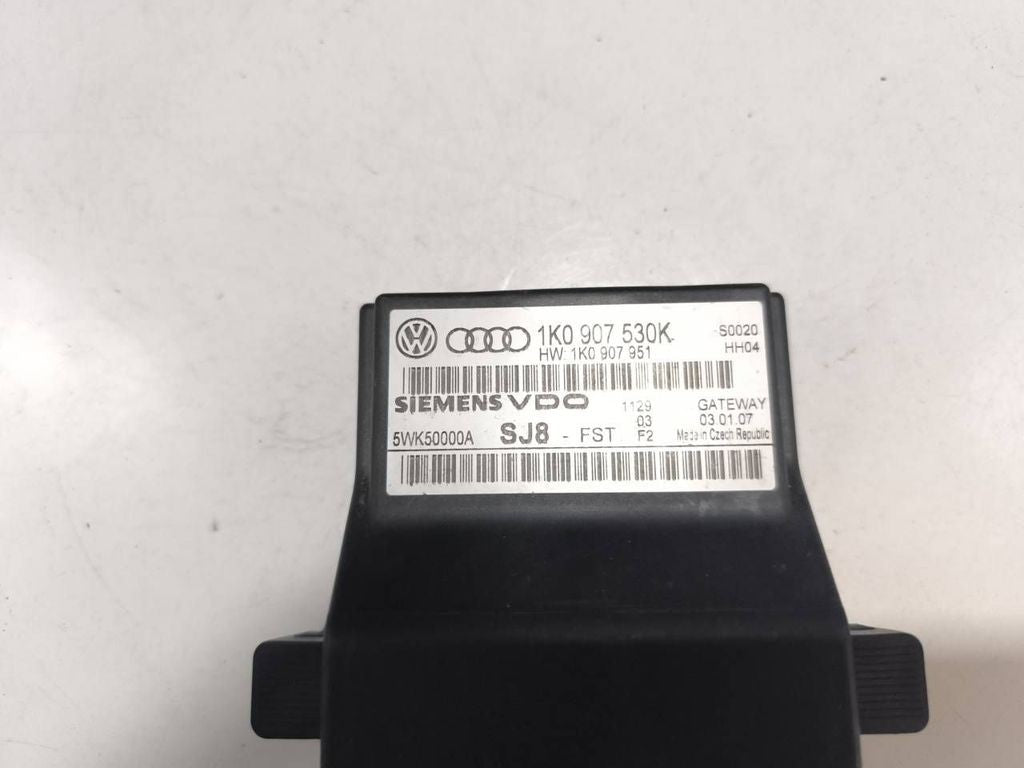 1K0 907 530K S0020
HW: 1K0 907 951 HH04
SIEMENS VDO 1129 GATEWAY
03 03.01.07
5WK50000A SJ8 - FST F2 Made in Czech Republic